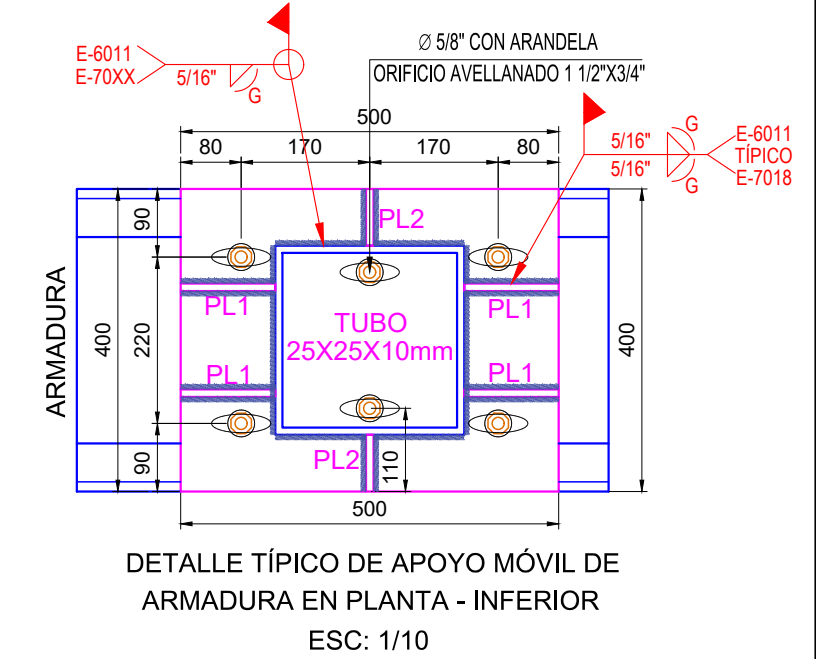 E-6011
E-70XX
5/16"
G
Ø 5/8" CON ARANDELA
ORIFICIO AVELLANADO 1 1/2"X3/4"
500
80
170
170
80
5/16"
5/16"
G
G
E-6011
TÍPICO
E-7018
ARMADURA
400
90
220
90
PL2
PL1
PL1
TUBO
25X25X10mm
PL1
PL1
PL2
110
400
500
DETALLE TÍPICO DE APOYO MÓVIL DE
ARMADURA EN PLANTA - INFERIOR
ESC: 1/10